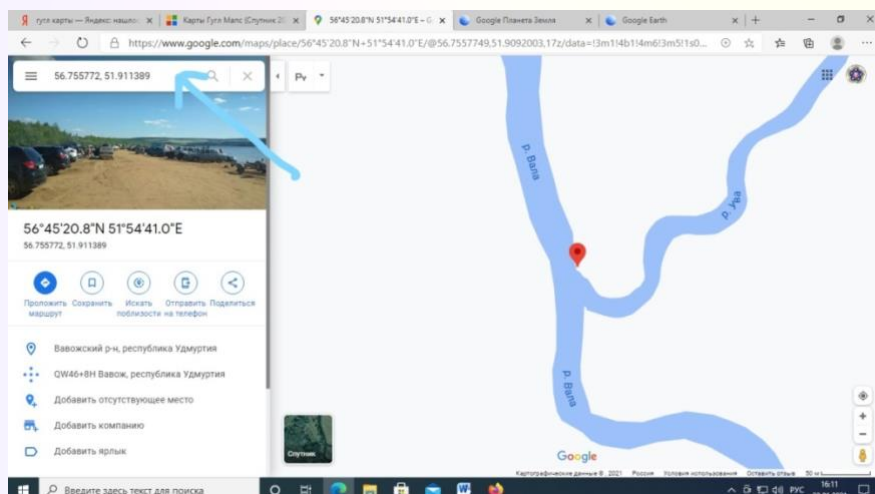 гугл карты — Яндекс: нашло
Карты Гугл Мапс (Спутник 20
56°45'20.8"N 51°54'41.0"E – G
Google Планета Земля
Google Earth
https://www.google.com/maps/place/56°45'20.8"N+51°54'41.0"E/@56.7557749,51.9092003,17z/data=!3m1!4b1!4m6!3m5!1s0...
56.755772, 51.911389
р. Вала
р. Ува
56°45'20.8"N 51°54'41.0"E
56.755772, 51.911389
Проложить маршрут
Сохранить
Искать поблизости
Отправить на телефон
Поделиться
Вавожский р-н, республика Удмуртия
QW46+8H Вавож, республика Удмуртия
Добавить отсутствующее место
Добавить компанию
Добавить ярлык
р. Вала
Спутник
Google
Картографические данные ©, 2021 Россия Условия использования Оставить отзыв 50 м
Введите здесь текст для поиска
РУС
16:11